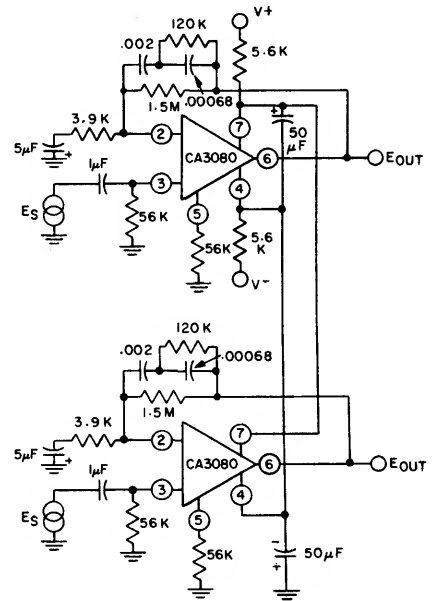 120K
V+
.002
5.6K
1.5M
.00068
3.9K
5µF
+
2
7
+
50
µF
CA3080
6
EOUT
1µF
3
4
5
ES
56K
56K
5.6
K
V-
120K
.002
.00068
1.5M
3.9K
5µF
+
2
7
CA3080
6
EOUT
1µF
3
4
5
ES
56K
56K
-
+
50µF